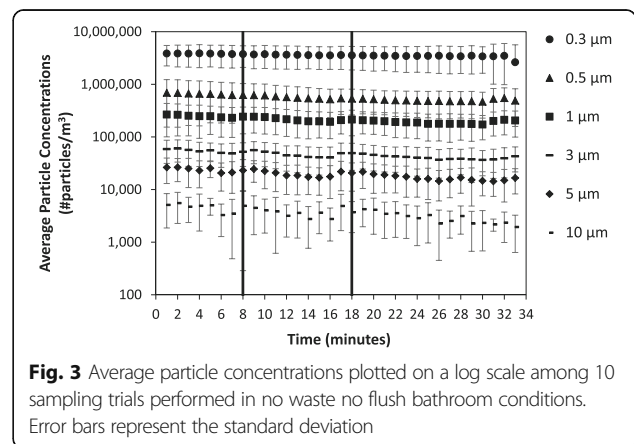 10,000,000
1,000,000
100,000
10,000
1,000
100
Average Particle Concentrations
(#particles/m³)
0 2 4 6 8 10 12 14 16 18 20 22 24 26 28 30 32 34
Time (minutes)
0.3 µm
0.5 µm
1 µm
3 µm
5 µm
10 µm
Fig. 3 Average particle concentrations plotted on a log scale among 10
sampling trials performed in no waste no flush bathroom conditions.
Error bars represent the standard deviation